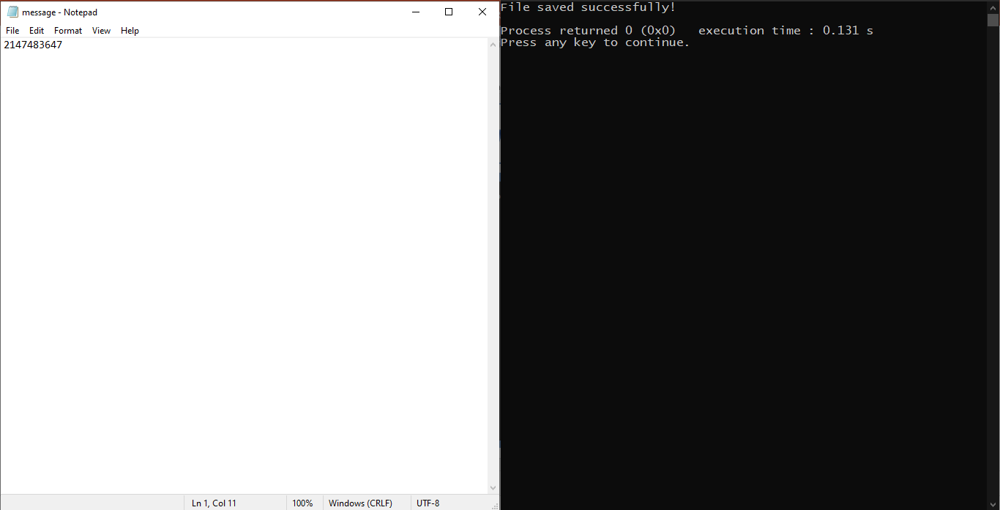 message - Notepad
File Edit Format View Help
2147483647
Ln 1, Col 11 100% Windows (CRLF) UTF-8
File saved successfully!
Process returned 0 (0x0)   execution time : 0.131 s
Press any key to continue.